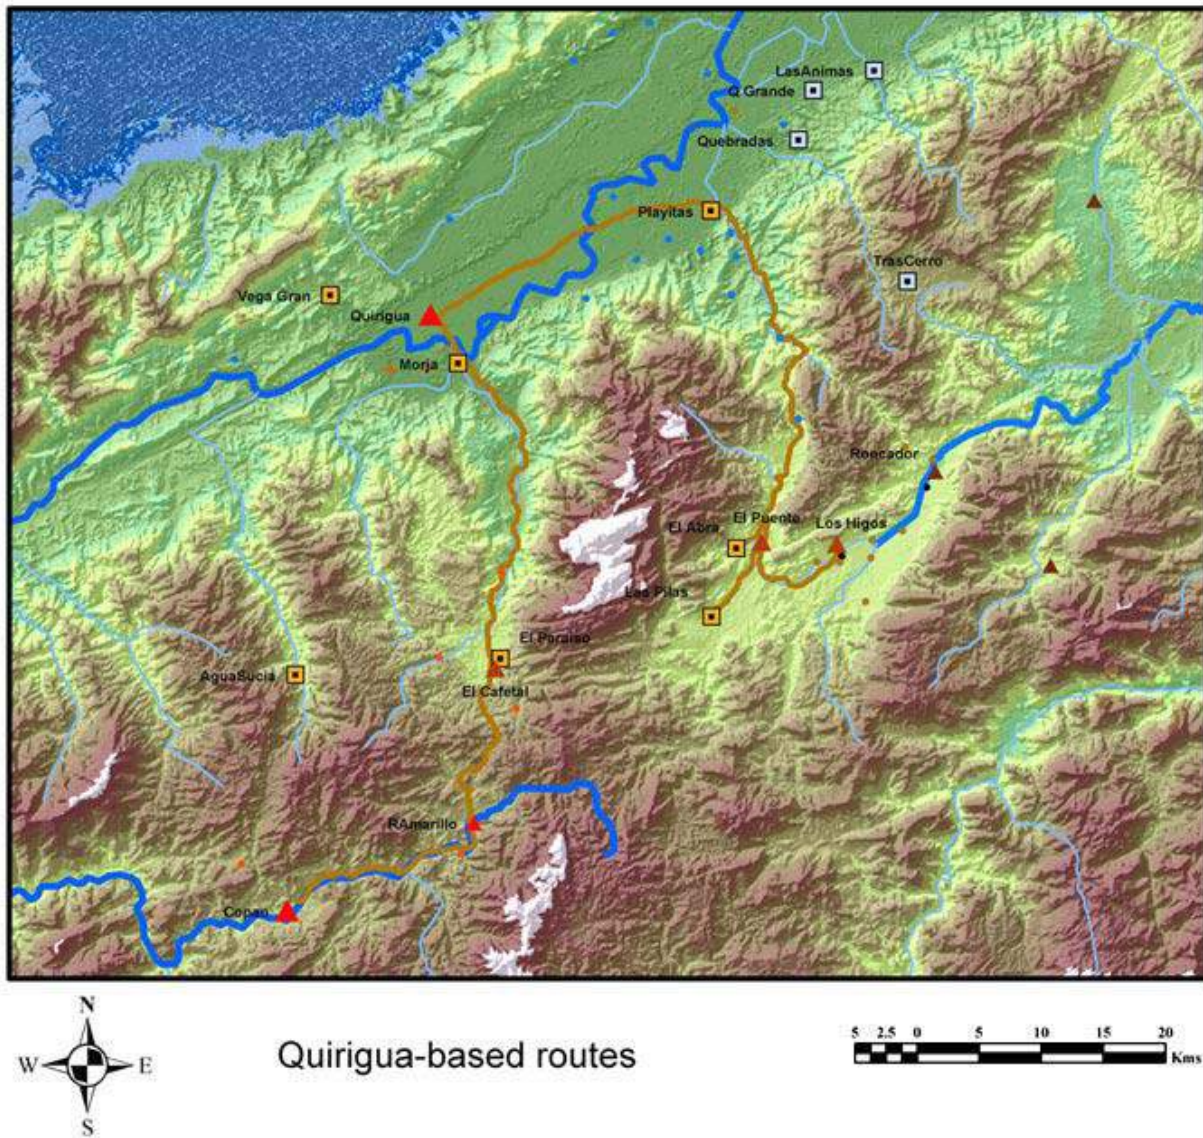 LasAnimas
Q Grande
Quebradas
Playitas
TrasCerro
Vega Gran
Quirigua
Morja
Roncador
El Puente
Los Higos
El Abra
Las Pilas
El Paraiso
AguaSucia
El Cafetal
RAmarillo
Copan
N
W
E
S
Quirigua-based routes
5 2.5 0 5 10 15 20
Kms